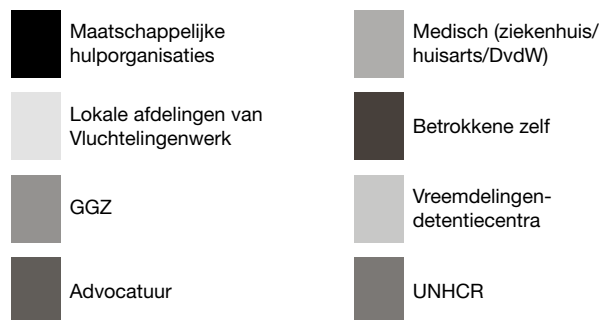 Maatschappelijke
hulporganisaties
Lokale afdelingen van
Vluchtelingenwerk
GGZ
Advocatuur
Medisch (ziekenhuis/
huisarts/DvdW)
Betrokkene zelf
Vreemdelingen-
detentiecentra
UNHCR